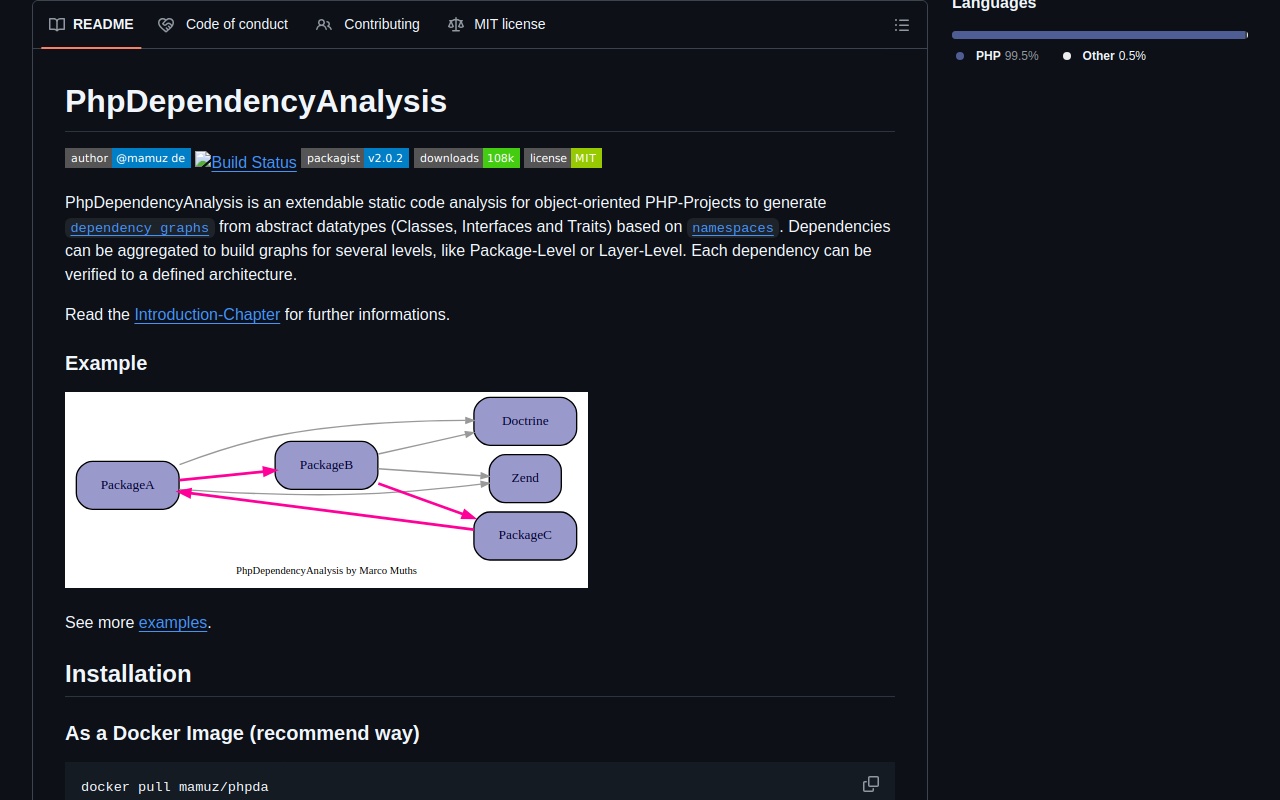 README Code of conduct Contributing MIT license
Languages
PHP 99.5% Other 0.5%
PhpDependencyAnalysis
author @mamuz de Build Status packagist v2.0.2 downloads 108k license MIT
PhpDependencyAnalysis is an extendable static code analysis for object-oriented PHP-Projects to generate
dependency graphs from abstract datatypes (Classes, Interfaces and Traits) based on namespaces. Dependencies
can be aggregated to build graphs for several levels, like Package-Level or Layer-Level. Each dependency can be
verified to a defined architecture.
Read the Introduction-Chapter for further informations.
Example
Doctrine
PackageB
Zend
PackageA
PackageC
PhpDependencyAnalysis by Marco Muths
See more examples.
Installation
As a Docker Image (recommend way)
docker pull mamuz/phpda